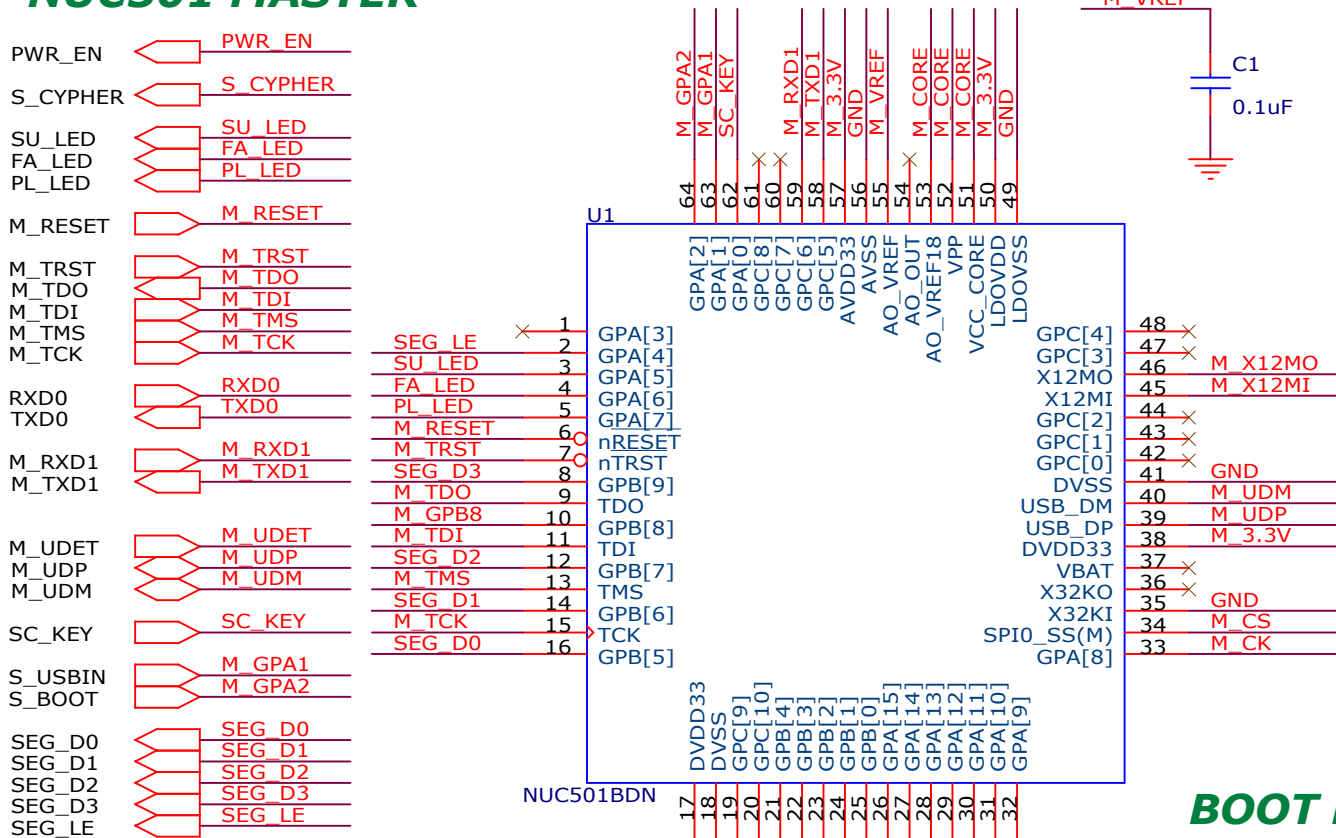 NUC501 MASTER
M_VREF
PWR_EN PWR_EN
S_CYPHER S_CYPHER
SU_LED SU_LED
FA_LED FA_LED
PL_LED PL_LED
M_RESET M_RESET
M_TRST M_TRST
M_TDO M_TDO
M_TDI M_TDI
M_TMS M_TMS
M_TCK M_TCK
RXD0 RXD0
TXD0 TXD0
M_RXD1 M_RXD1
M_TXD1 M_TXD1
M_UDET M_UDET
M_UDP M_UDP
M_UDM M_UDM
SC_KEY SC_KEY
S_USBIN M_GPA1
S_BOOT M_GPA2
SEG_D0 SEG_D0
SEG_D1 SEG_D1
SEG_D2 SEG_D2
SEG_D3 SEG_D3
SEG_LE SEG_LE
C1
0.1uF
U1
M_GPA2 64 GPA[2]
M_GPA1 63 GPA[1]
SC_KEY 62 GPA[0]
61 GPC[8]
60 GPC[7]
M_RXD1 59 GPC[6]
M_TXD1 58 GPC[5]
M_3.3V 57 AVDD33
GND 56 AVSS
M_VREF 55 AO_VREF
54 AO_OUT
M_CORE 53 AO_VREF18
M_CORE 52 VPP
M_CORE 51 VCC_CORE
M_3.3V 50 LDOVDD
GND 49 LDOVSS
1 GPA[3]
SEG_LE 2 GPA[4]
SU_LED 3 GPA[5]
FA_LED 4 GPA[6]
PL_LED 5 GPA[7]
M_RESET 6 nRESET
M_TRST 7 nTRST
SEG_D3 8 GPB[9]
M_TDO 9 TDO
M_GPB8 10 GPB[8]
M_TDI 11 TDI
SEG_D2 12 GPB[7]
M_TMS 13 TMS
SEG_D1 14 GPB[6]
M_TCK 15 TCK
SEG_D0 16 GPB[5]
GPC[4] 48
GPC[3] 47
X12MO 46 M_X12MO
X12MI 45 M_X12MI
GPC[2] 44
GPC[1] 43
GPC[0] 42
DVSS 41 GND
USB_DM 40 M_UDM
USB_DP 39 M_UDP
DVDD33 38 M_3.3V
VBAT 37
X32KO 36
X32KI 35 GND
SPI0_SS(M) 34 M_CS
GPA[8] 33 M_CK
DVDD33 17
DVSS 18
GPC[9] 19
GPC[10] 20
GPB[4] 21
GPB[3] 22
GPB[2] 23
GPB[1] 24
GPB[0] 25
GPA[15] 26
GPA[14] 27
GPA[13] 28
GPA[12] 29
GPA[11] 30
GPA[10] 31
GPA[9] 32
NUC501BDN
BOOT